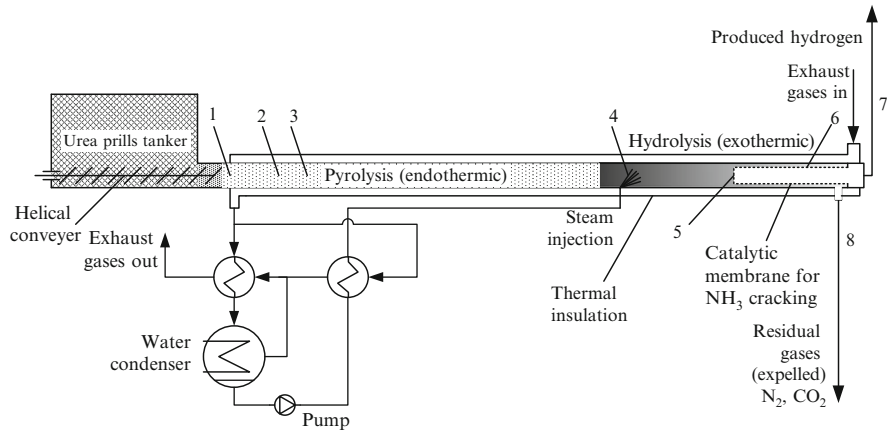 Produced hydrogen
Exhaust
gases in
7
1
2
3
4
Hydrolysis (exothermic)
6
Urea prills tanker
Pyrolysis (endothermic)
Helical
conveyer
Exhaust
gases out
Steam
injection
5
8
Catalytic
membrane for
NH3 cracking
Thermal
insulation
Water
condenser
Residual
gases
(expelled)
N2, CO2
Pump